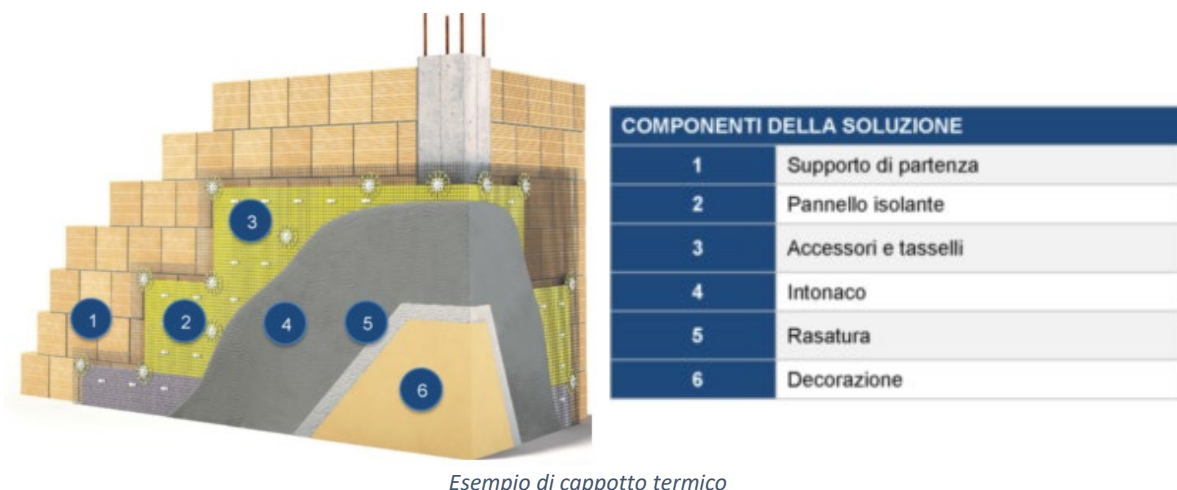 1
2
3
4
5
6
COMPONENTI DELLA SOLUZIONE
1 Supporto di partenza
2 Pannello isolante
3 Accessori e tasselli
4 Intonaco
5 Rasatura
6 Decorazione
Esempio di cappotto termico